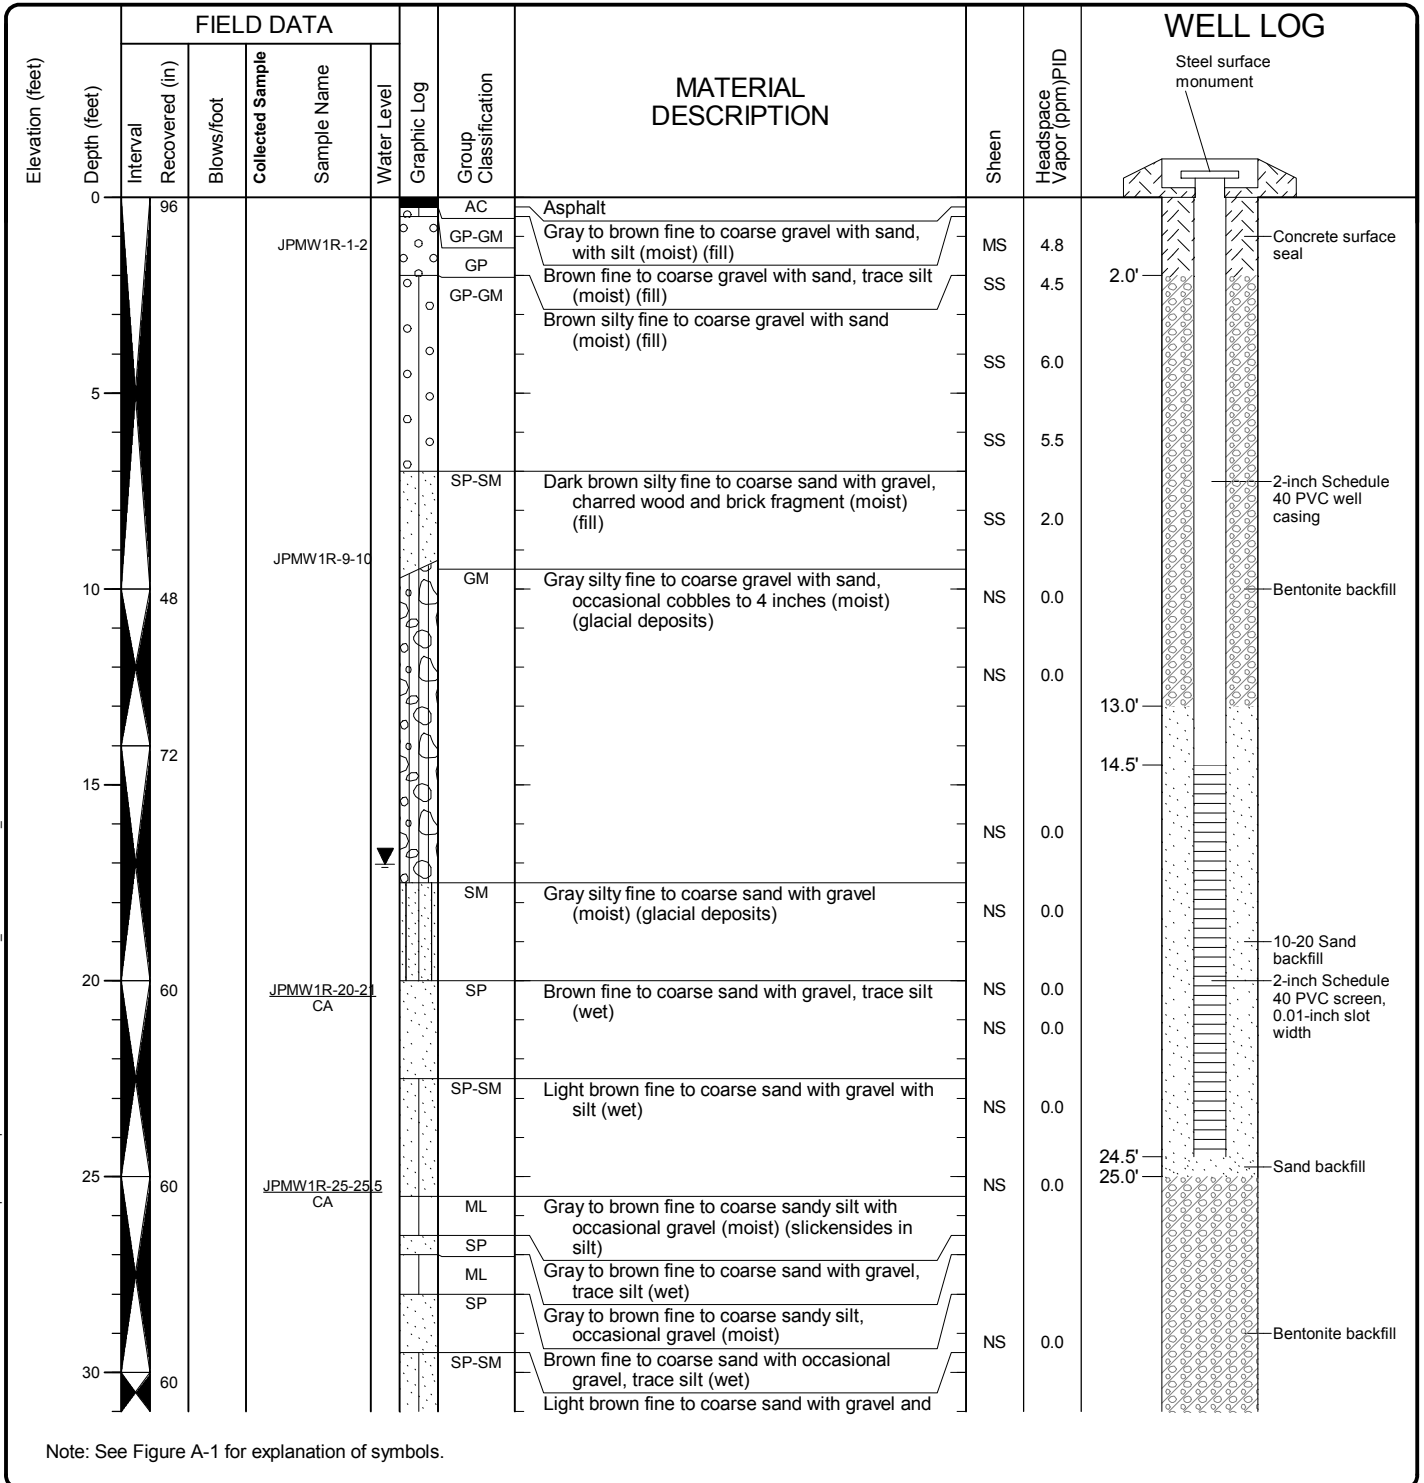 FIELD DATA
WELL LOG
Elevation (feet)
Depth (feet)
Interval
Recovered (in)
Blows/foot
Collected Sample
Sample Name
Water Level
Graphic Log
Group
Classification
MATERIAL
DESCRIPTION
Sheen
Headspace
Vapor (ppm)PID
Steel surface
monument
0
96
AC
Asphalt
JPMW1R-1-2
GP-GM
Gray to brown fine to coarse gravel with sand,
with silt (moist) (fill)
MS
4.8
Concrete surface
seal
GP
Brown fine to coarse gravel with sand, trace silt
(moist) (fill)
SS
4.5
2.0'
GP-GM
Brown silty fine to coarse gravel with sand
(moist) (fill)
SS
6.0
5
SS
5.5
SP-SM
Dark brown silty fine to coarse sand with gravel,
charred wood and brick fragment (moist)
(fill)
SS
2.0
2-inch Schedule
40 PVC well
casing
JPMW1R-9-10
10
48
GM
Gray silty fine to coarse gravel with sand,
occasional cobbles to 4 inches (moist)
(glacial deposits)
NS
0.0
Bentonite backfill
NS
0.0
13.0'
72
14.5'
15
NS
0.0
SM
Gray silty fine to coarse sand with gravel
(moist) (glacial deposits)
NS
0.0
10-20 Sand
backfill
20
60
JPMW1R-20-21
CA
SP
Brown fine to coarse sand with gravel, trace silt
(wet)
NS
0.0
NS
0.0
2-inch Schedule
40 PVC screen,
0.01-inch slot
width
SP-SM
Light brown fine to coarse sand with gravel with
silt (wet)
NS
0.0
24.5'
Sand backfill
25
60
JPMW1R-25-25.5
CA
NS
0.0
25.0'
ML
Gray to brown fine to coarse sandy silt with
occasional gravel (moist) (slickensides in
silt)
SP
Gray to brown fine to coarse sand with gravel,
trace silt (wet)
ML
Gray to brown fine to coarse sandy silt,
occasional gravel (moist)
SP
Brown fine to coarse sand with occasional
gravel, trace silt (wet)
NS
0.0
Bentonite backfill
30
60
SP-SM
Light brown fine to coarse sand with gravel and
Note: See Figure A-1 for explanation of symbols.